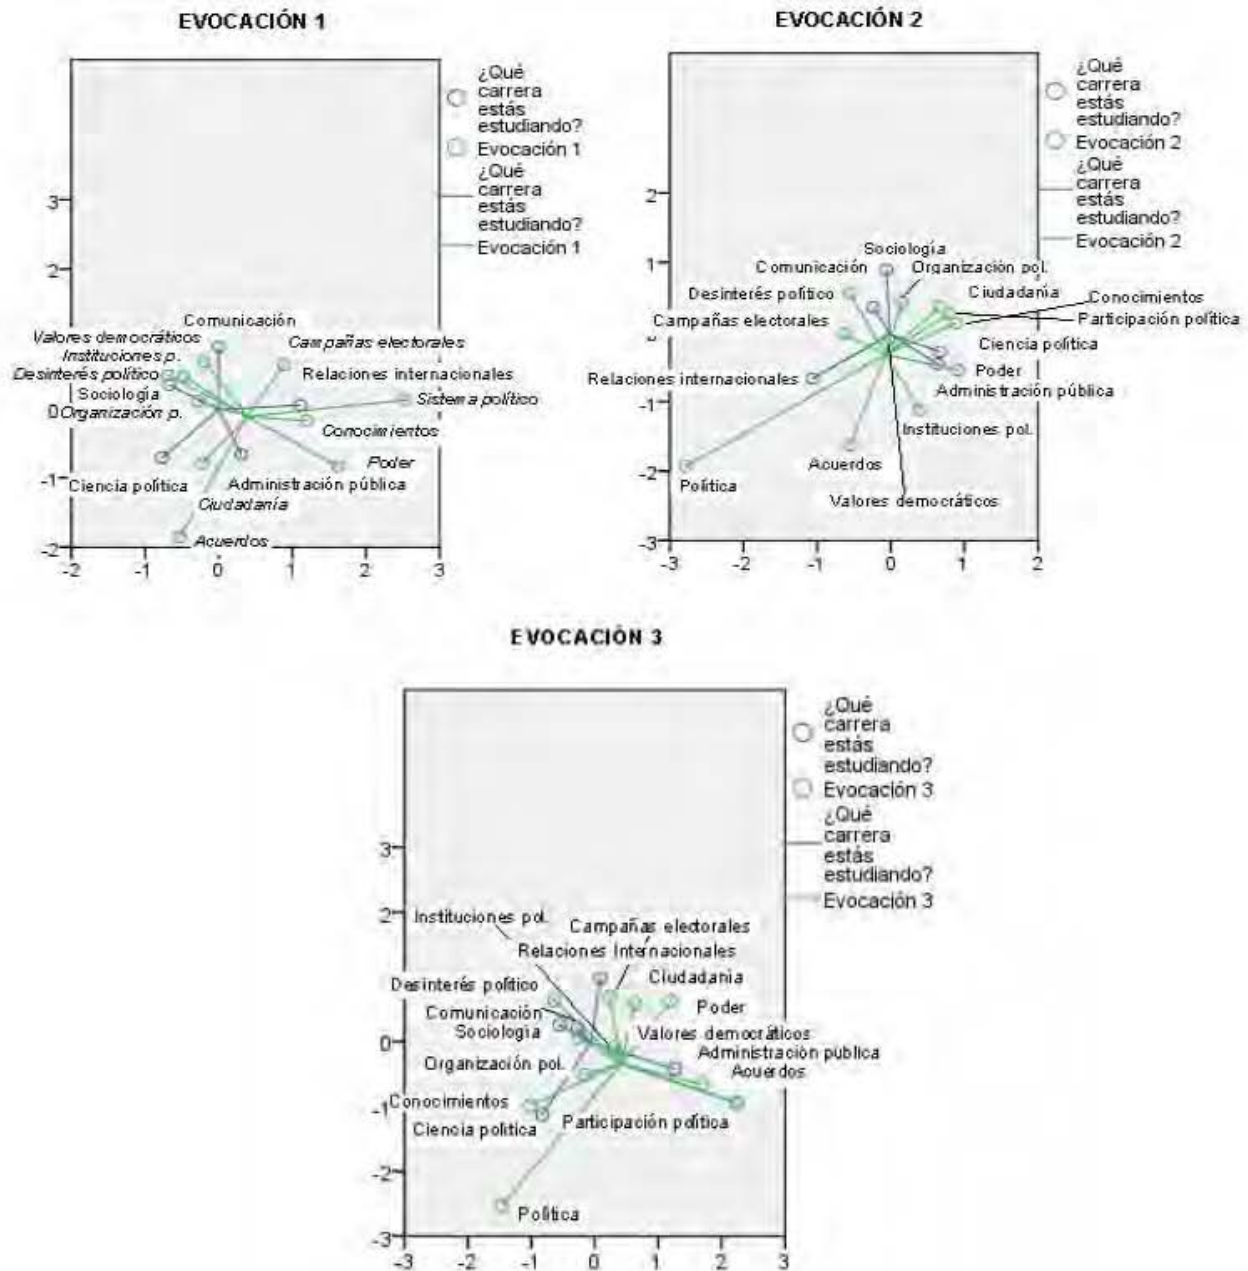 EVOCACIÓN 1
¿Qué
carrera
estás
estudiando?
Evocación 1
¿Qué
carrera
estás
estudiando?
Evocación 1
3
2
0
-1
-2
Comunicación
Valores democráticos
Campañas electorales
Instituciones p.
Desinterés político
Relaciones internacionales
Sociología
Sistema político
Organización p.
Conocimientos
Poder
Ciencia política
Administración pública
Ciudadanía
Acuerdos
-2 -1 0 1 2 3
EVOCACIÓN 2
¿Qué
carrera
estás
estudiando?
Evocación 2
¿Qué
carrera
estás
estudiando?
Evocación 2
2
1
0
-1
-2
-3
Sociología
Comunicación
Organización pol.
Desinterés político
Ciudadanía
Conocimientos
Campañas electorales
Participación política
Ciencia política
Relaciones internacionales
Poder
Administración pública
Instituciones pol.
Acuerdos
Política
Valores democráticos
-3 -2 -1 0 1 2
EVOCACIÓN 3
¿Qué
carrera
estás
estudiando?
Evocación 3
¿Qué
carrera
estás
estudiando?
Evocación 3
3
2
0
-1
-2
-3
Instituciones pol.
Campañas electorales
Relaciones Internacionales
Desinterés político
Ciudadanía
Comunicación
Poder
Sociología
Valores democráticos
Administración pública
Organización pol.
Acuerdos
Conocimientos
Participación política
Ciencia política
Política
-3 -2 -1 0 1 2 3